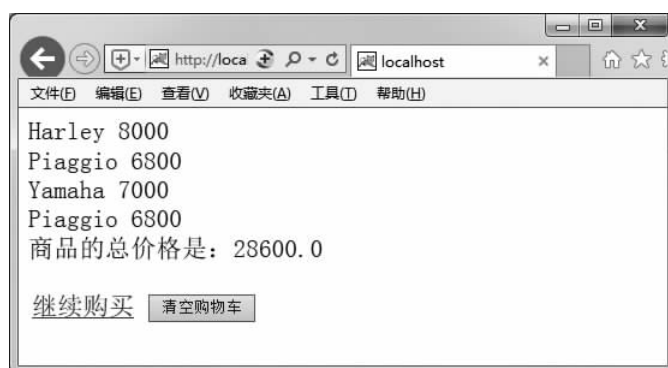 http://loca
localhost
文件(F) 编辑(E) 查看(V) 收藏夹(A) 工具(T) 帮助(H)
Harley 8000
Piaggio 6800
Yamaha 7000
Piaggio 6800
商品的总价格是：28600.0
继续购买 清空购物车